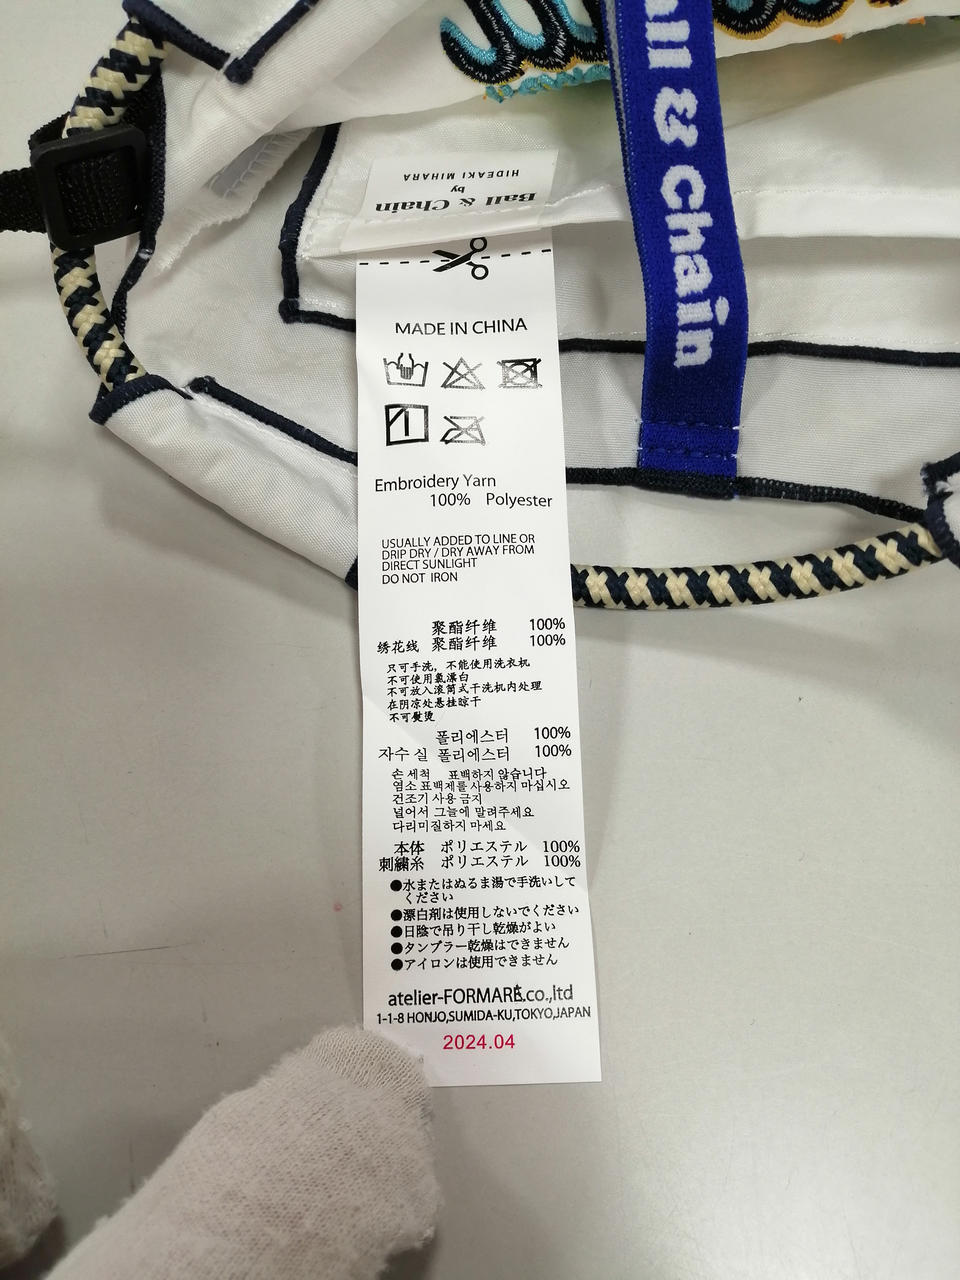 all & Chain
Ball & Chain
by
HIDEAKI MIHARA
MADE IN CHINA
Embroidery Yarn
100% Polyester
USUALLY ADDED TO LINE OR
DRIP DRY / DRY AWAY FROM
DIRECT SUNLIGHT
DO NOT IRON
聚酯纤维 100%
绣花线 聚酯纤维 100%
只可手洗，不能使用洗衣机
不可使用氯漂白
不可放入滚筒式干洗机内处理
在阴凉处悬挂晾干
不可熨烫
폴리에스터 100%
자수 실 폴리에스터 100%
손 세척 표백하지 않습니다
염소 표백제를 사용하지 마십시오
건조기 사용 금지
널어서 그늘에 말려주세요
다리미질하지 마세요
本体 ポリエステル 100%
刺繍糸 ポリエステル 100%
●水またはぬるま湯で手洗いして
ください
●漂白剤は使用しないでください
●日陰で吊り干し乾燥がよい
●タンブラー乾燥はできません
●アイロンは使用できません
atelier-FORMARE.co.,ltd
1-1-8 HONJO,SUMIDA-KU,TOKYO,JAPAN
2024.04